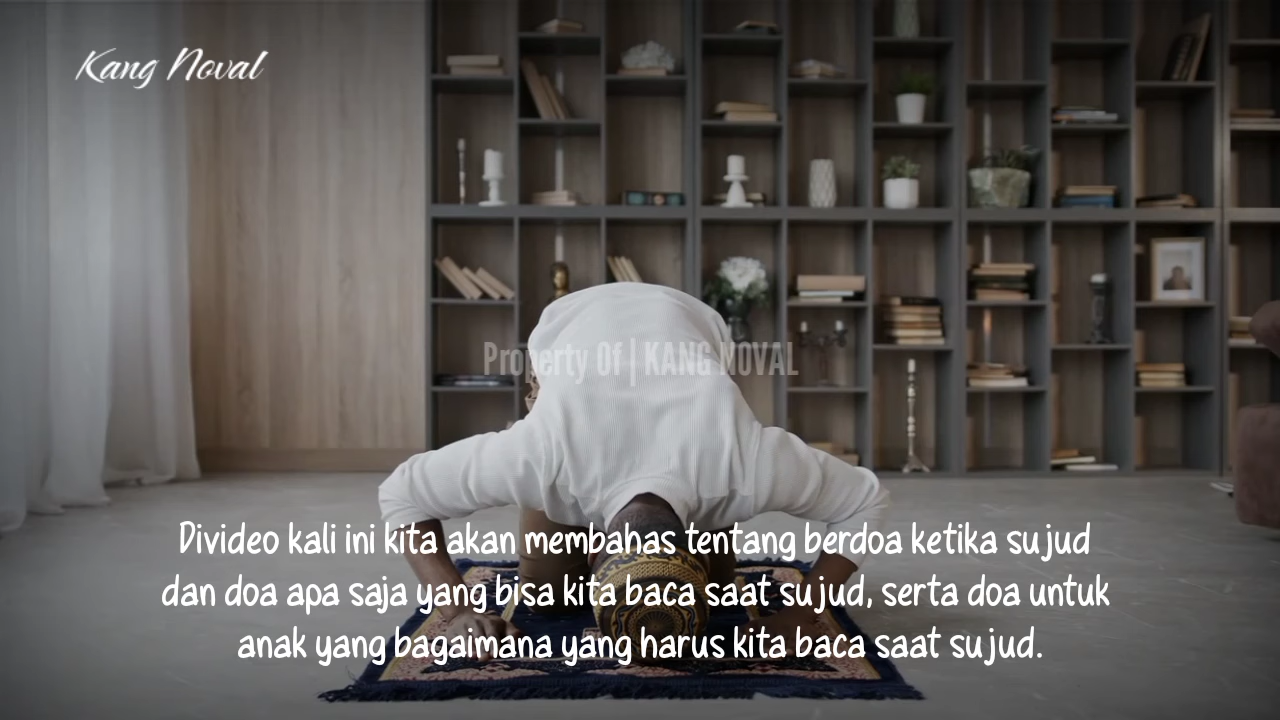 Kang Noval
Property Of | KANG NOVAL
Divideo kali ini kita akan membahas tentang berdoa ketika sujud
dan doa apa saja yang bisa kita baca saat sujud, serta doa untuk
anak yang bagaimana yang harus kita baca saat sujud.